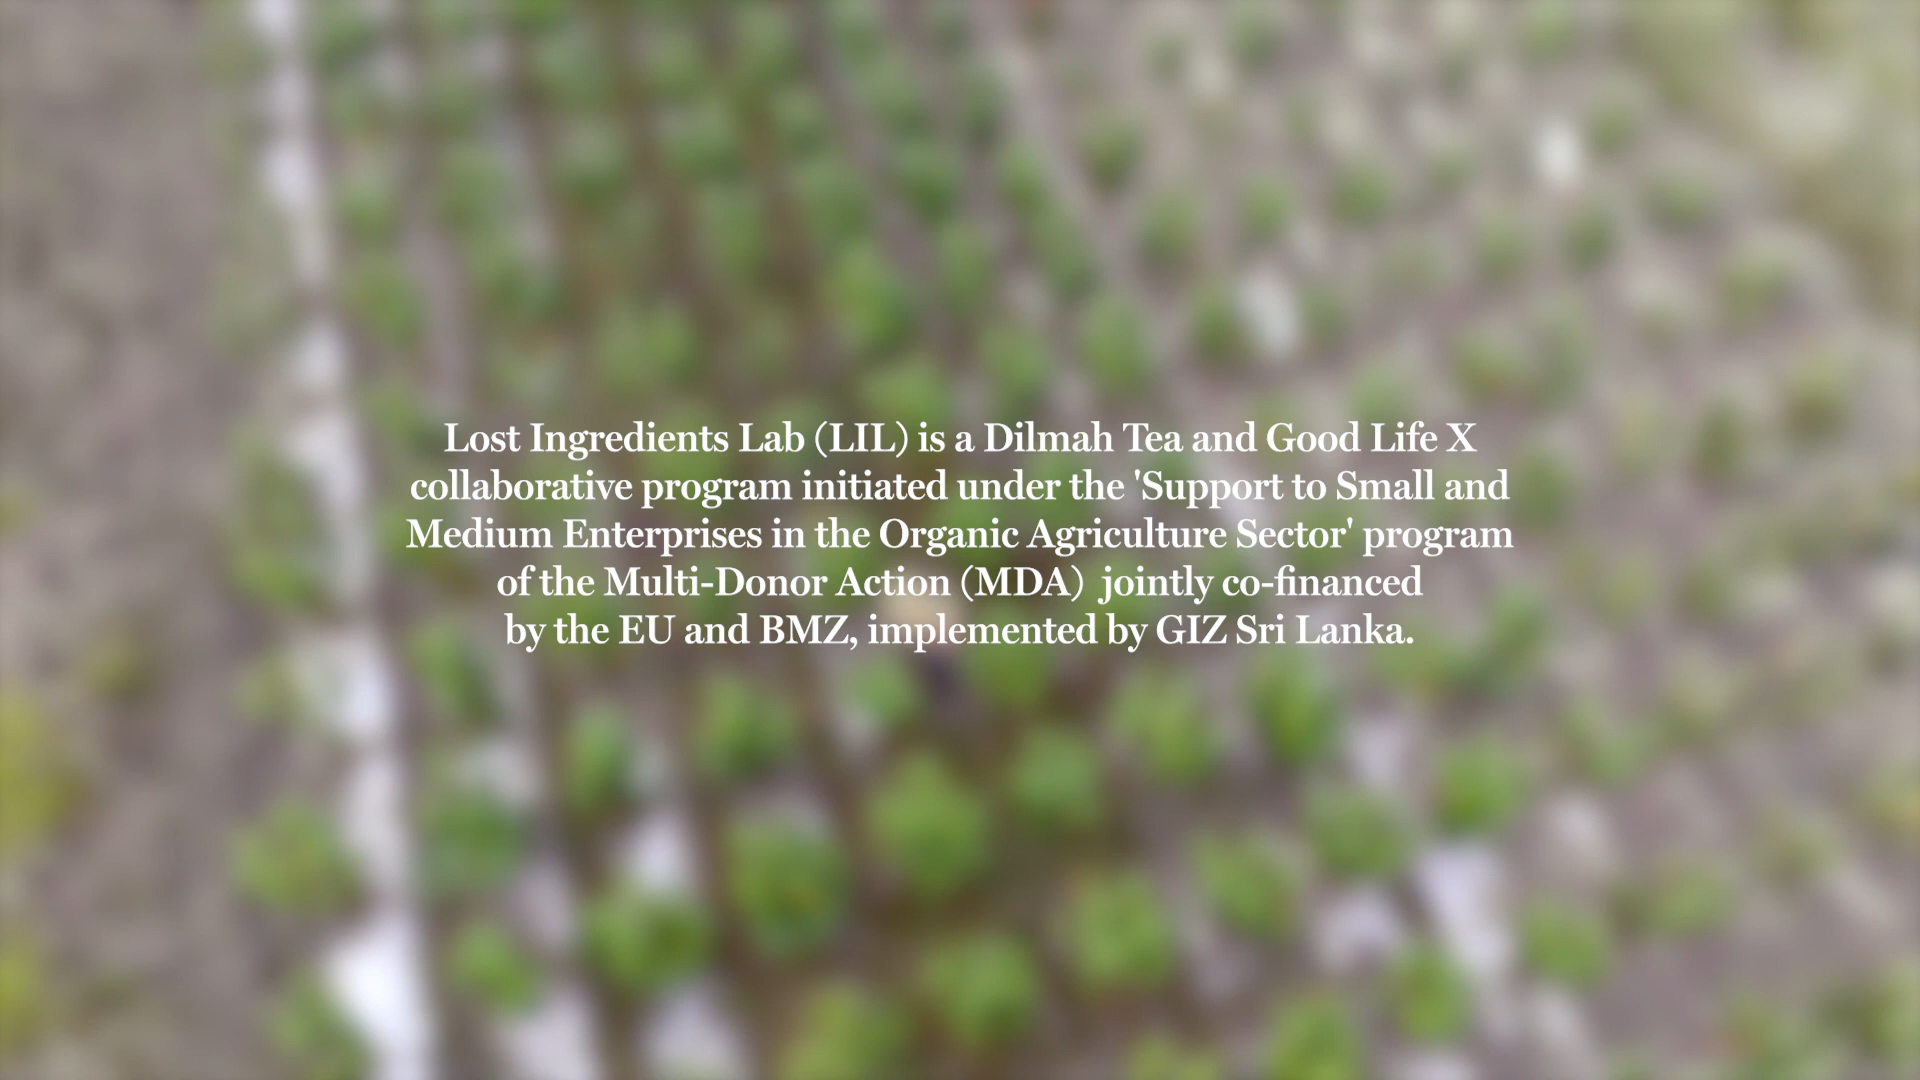 Lost Ingredients Lab (LIL) is a Dilmah Tea and Good Life X
collaborative program initiated under the 'Support to Small and
Medium Enterprises in the Organic Agriculture Sector' program
of the Multi-Donor Action (MDA)  jointly co-financed
by the EU and BMZ, implemented by GIZ Sri Lanka.